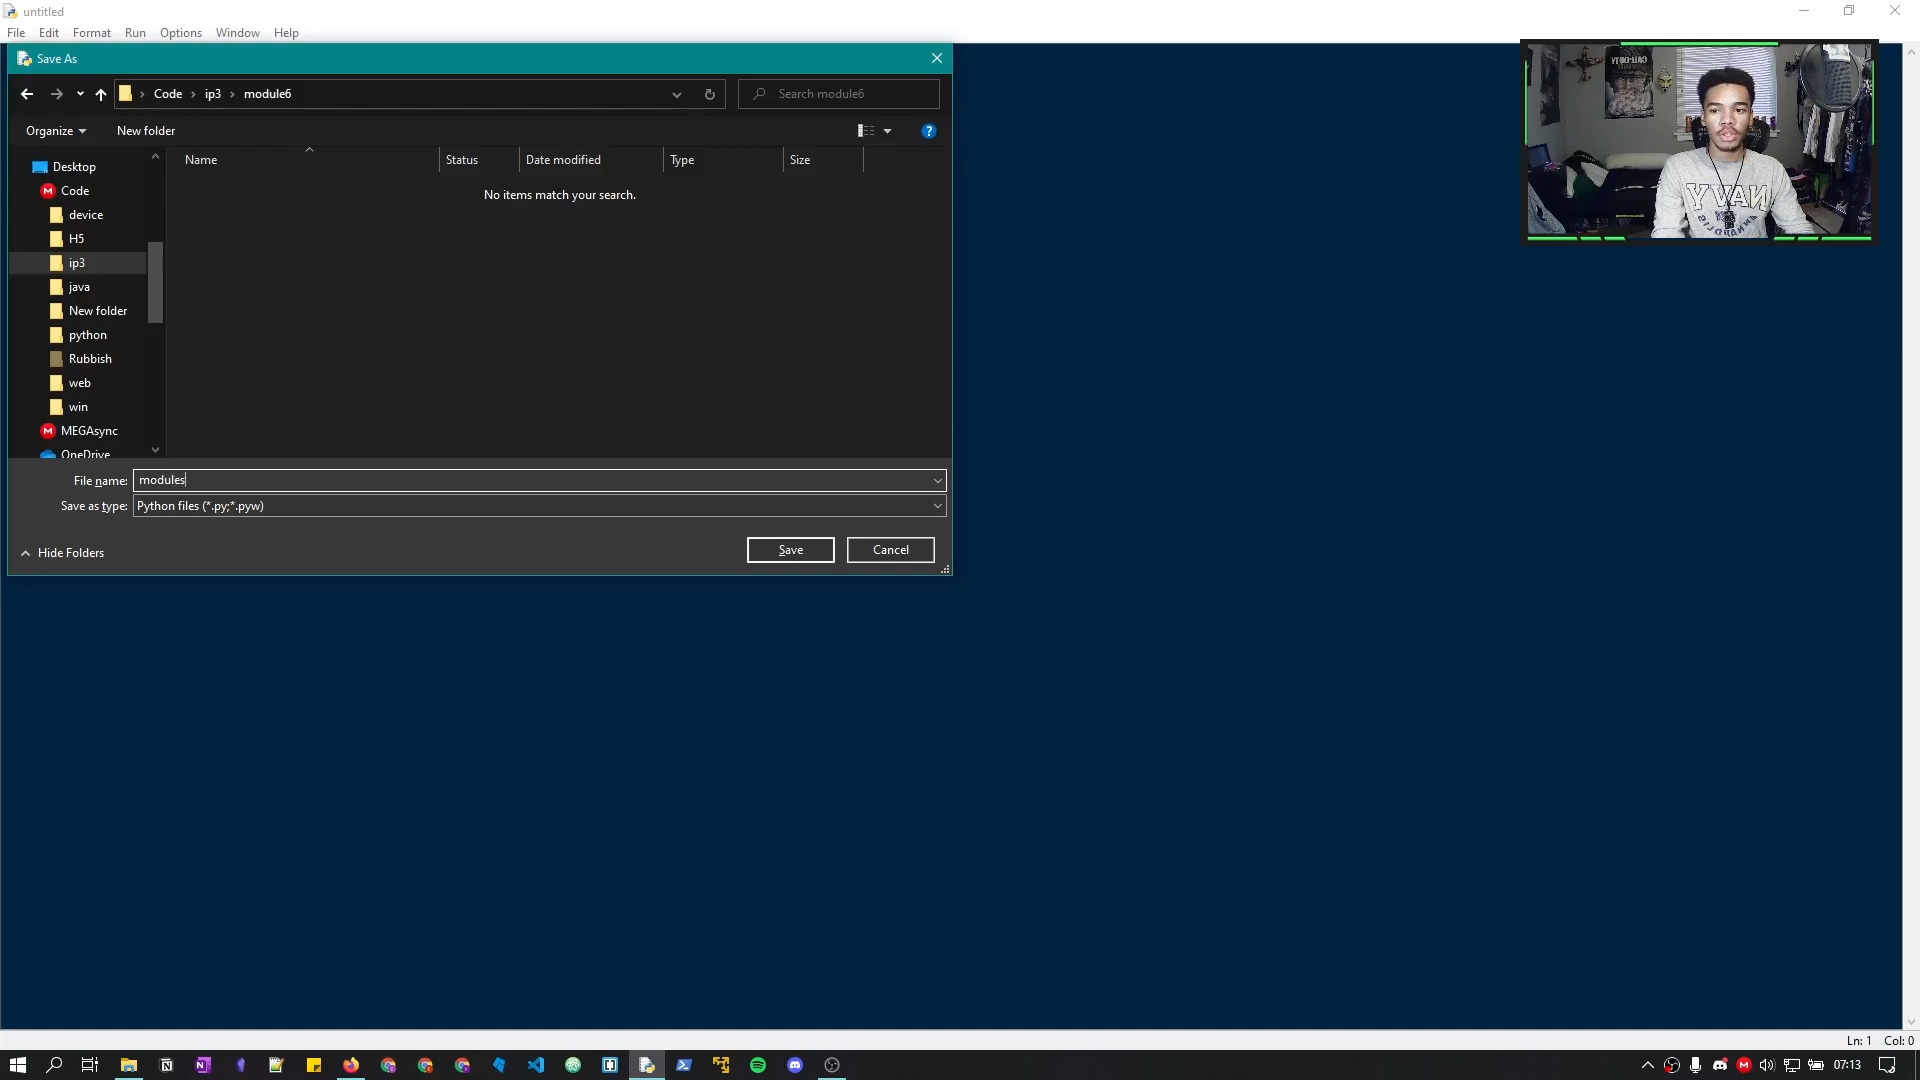 untitled
File Edit Format Run Options Window Help
Save As
Code ip3 module6
Search module6
Organize New folder
Name Status Date modified Type Size
No items match your search.
Desktop
Code
device
H5
ip3
java
New folder
python
Rubbish
web
win
MEGAsync
OneDrive
File name: modules
Save as type: Python files (*.py;*.pyw)
Hide Folders
Save Cancel
NAVY
Ln: 1 Col: 0
07:13